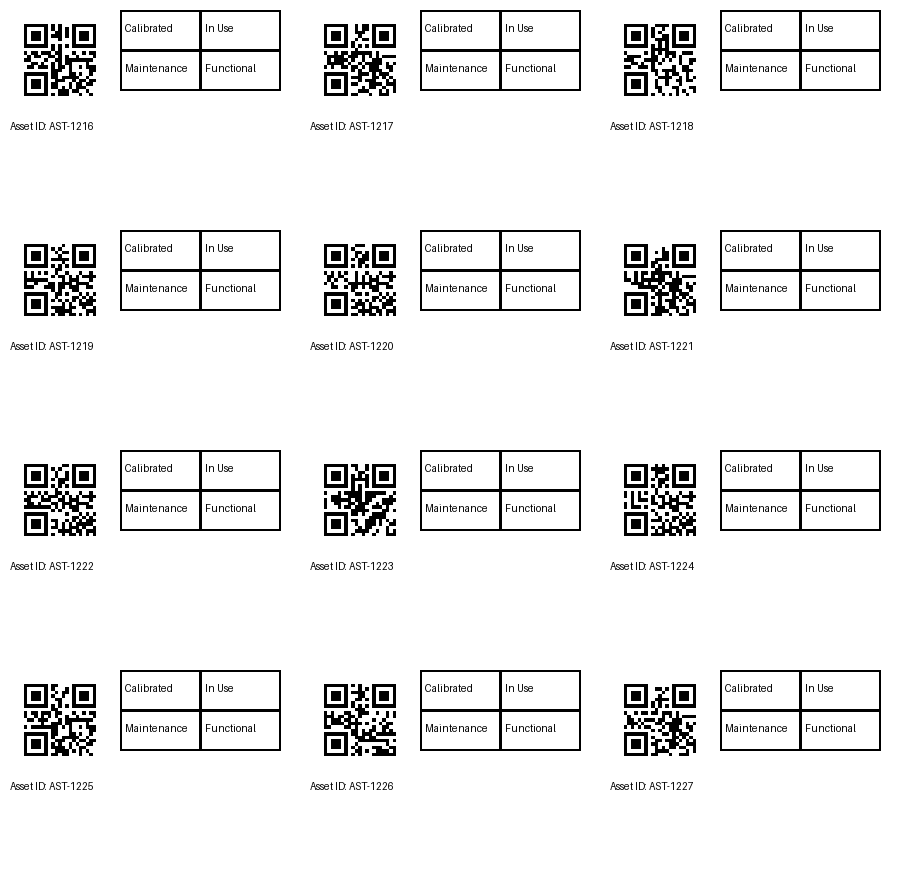 Calibrated In Use Calibrated In Use Calibrated In Use
Maintenance Functional Maintenance Functional Maintenance Functional
Asset ID: AST-1216 Asset ID: AST-1217 Asset ID: AST-1218
Calibrated In Use Calibrated In Use Calibrated In Use
Maintenance Functional Maintenance Functional Maintenance Functional
Asset ID: AST-1219 Asset ID: AST-1220 Asset ID: AST-1221
Calibrated In Use Calibrated In Use Calibrated In Use
Maintenance Functional Maintenance Functional Maintenance Functional
Asset ID: AST-1222 Asset ID: AST-1223 Asset ID: AST-1224
Calibrated In Use Calibrated In Use Calibrated In Use
Maintenance Functional Maintenance Functional Maintenance Functional
Asset ID: AST-1225 Asset ID: AST-1226 Asset ID: AST-1227